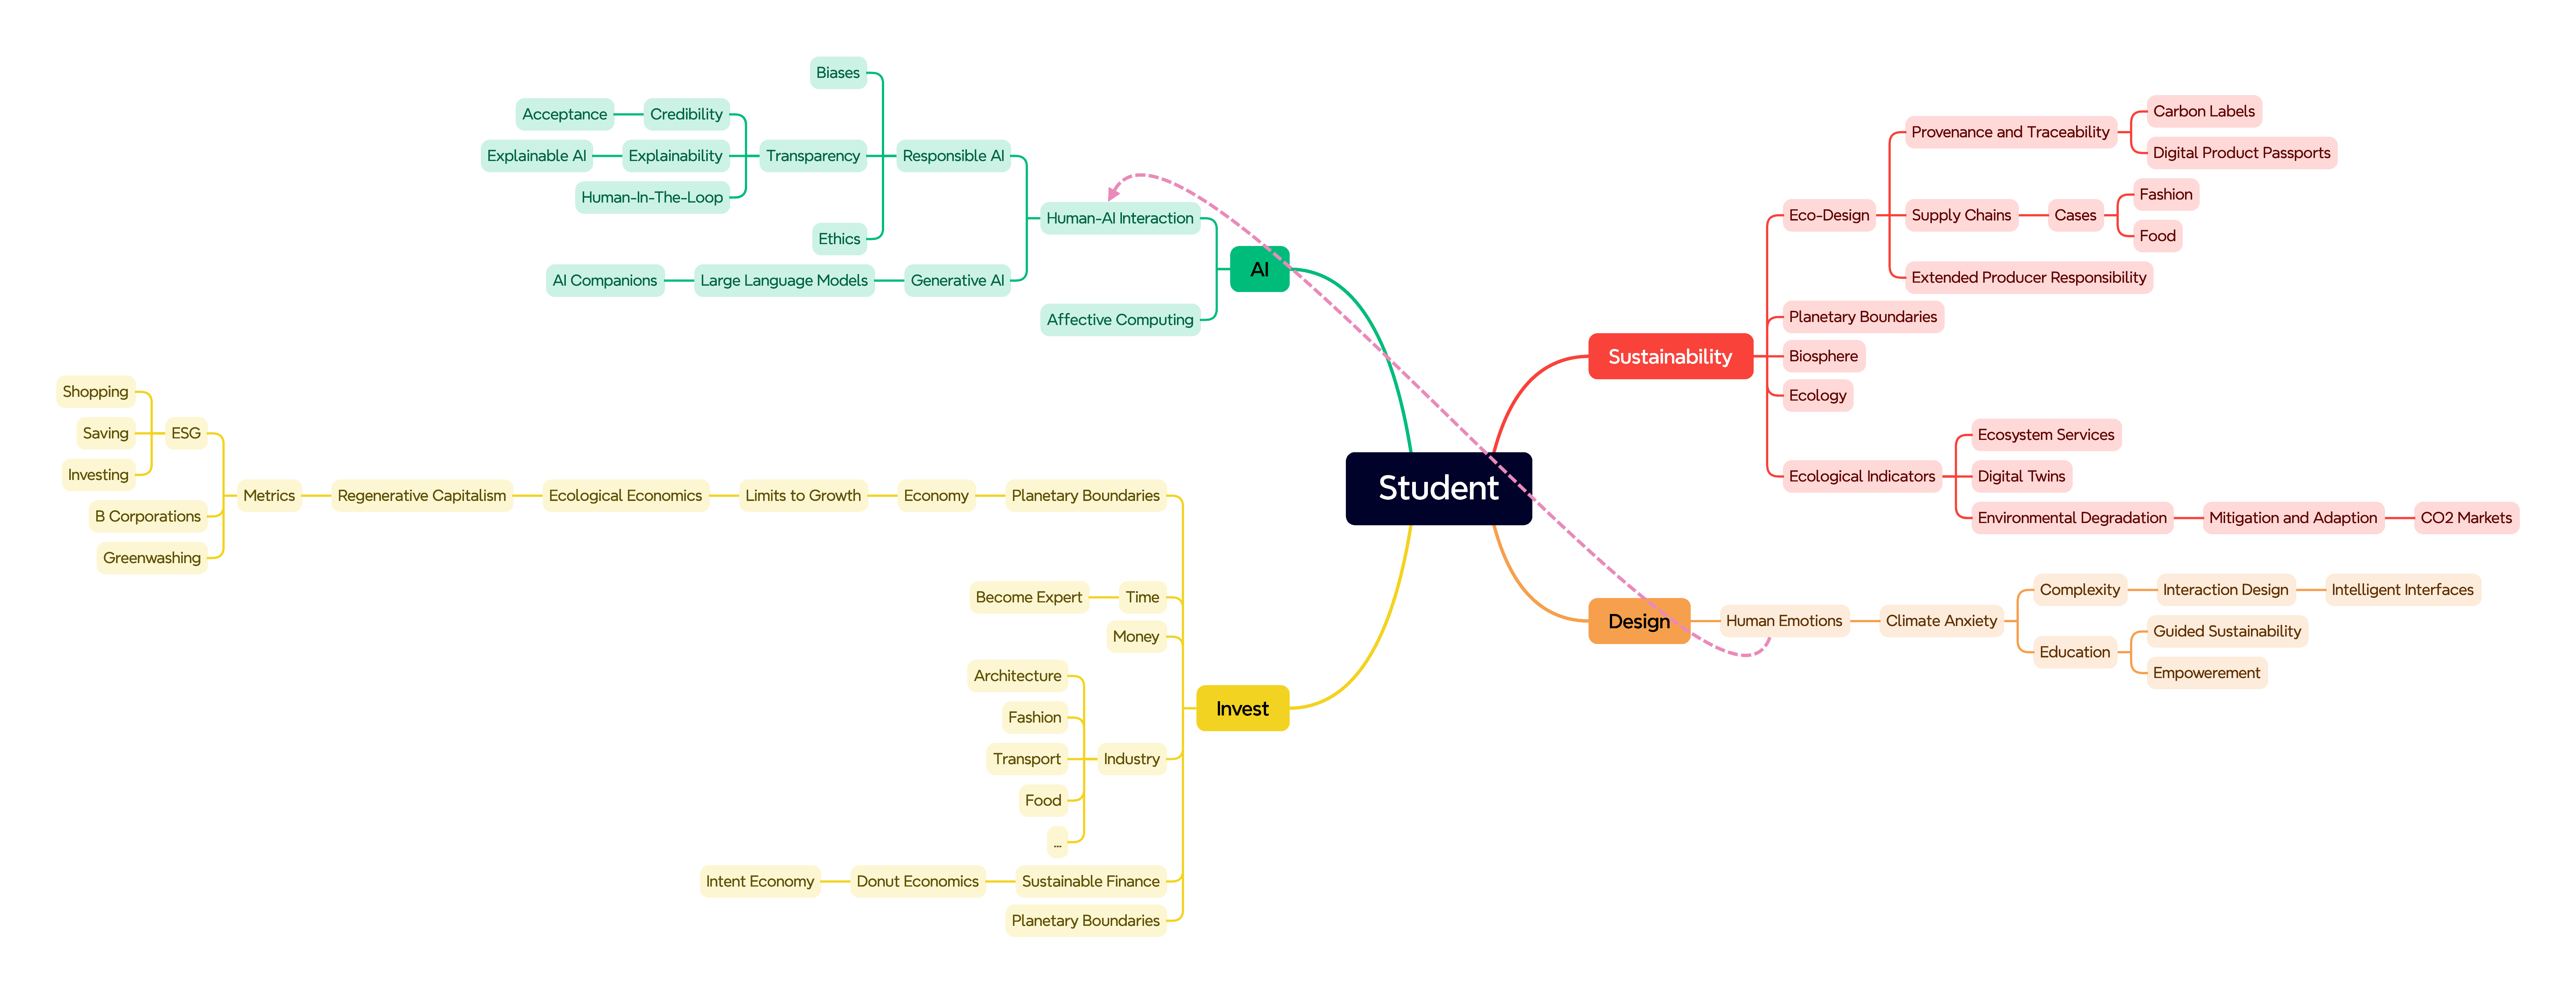 Student
AI
Human-AI Interaction
Responsible AI
Biases
Transparency
Credibility
Acceptance
Explainability
Explainable AI
Human-In-The-Loop
Ethics
Generative AI
Large Language Models
AI Companions
Affective Computing
Sustainability
Eco-Design
Provenance and Traceability
Carbon Labels
Digital Product Passports
Supply Chains
Cases
Fashion
Food
Extended Producer Responsibility
Planetary Boundaries
Biosphere
Ecology
Ecological Indicators
Ecosystem Services
Digital Twins
Environmental Degradation
Mitigation and Adaption
CO2 Markets
Design
Human Emotions
Climate Anxiety
Complexity
Interaction Design
Intelligent Interfaces
Education
Guided Sustainability
Empowerement
Invest
Planetary Boundaries
Economy
Limits to Growth
Ecological Economics
Regenerative Capitalism
Metrics
ESG
Shopping
Saving
Investing
B Corporations
Greenwashing
Time
Become Expert
Money
Industry
Architecture
Fashion
Transport
Food
...
Sustainable Finance
Donut Economics
Intent Economy
Planetary Boundaries